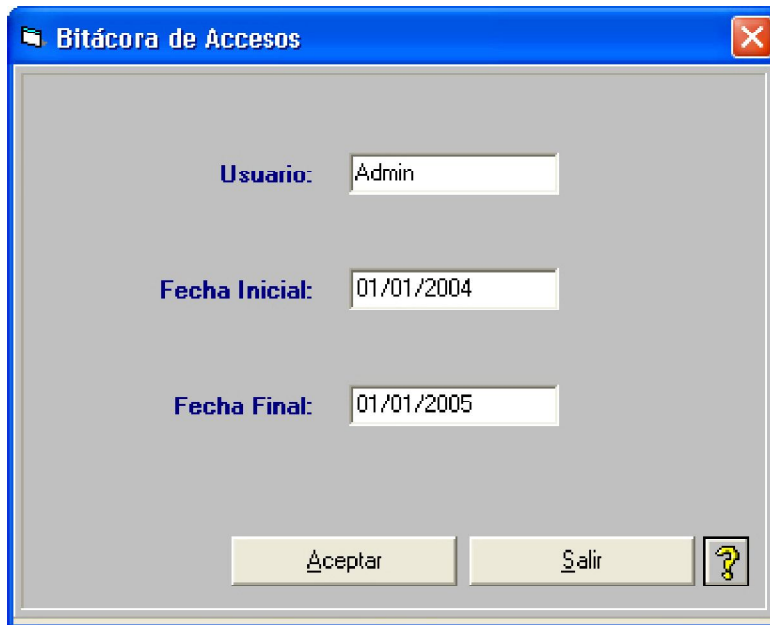 Bitácora de Accesos
Usuario: Admin
Fecha Inicial: 01/01/2004
Fecha Final: 01/01/2005
Aceptar Salir ?